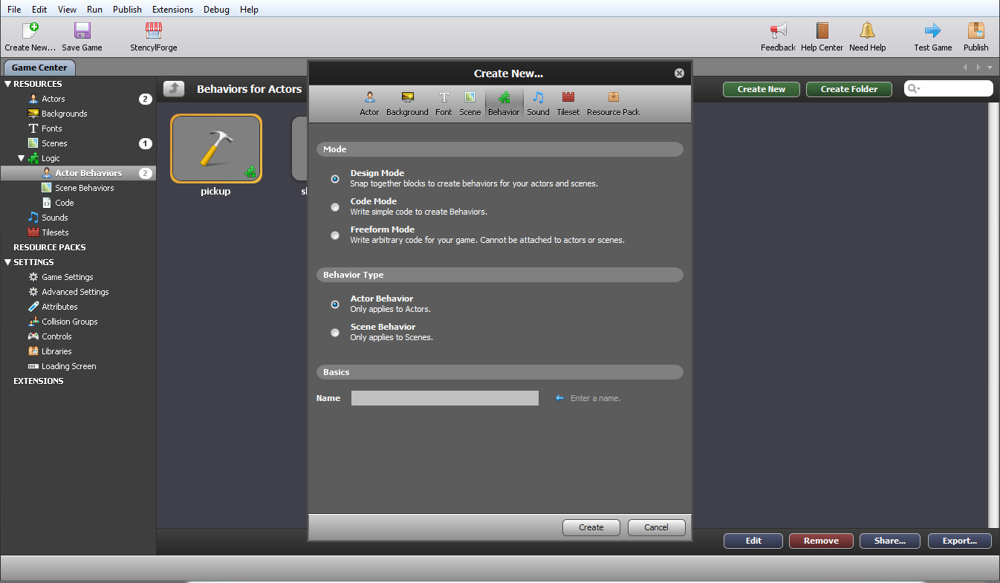 File Edit View Run Publish Extensions Debug Help
Create New... Save Game StencylForge Feedback Help Center Need Help Test Game Publish
Game Center
RESOURCES
Actors 2
Backgrounds
Fonts
Scenes 1
Logic
Actor Behaviors 2
Scene Behaviors
Code
Sounds
Tilesets
RESOURCE PACKS
SETTINGS
Game Settings
Advanced Settings
Attributes
Collision Groups
Controls
Libraries
Loading Screen
EXTENSIONS
Behaviors for Actors
Create New Create Folder
pickup
Create New...
Actor Background Font Scene Behavior Sound Tileset Resource Pack
Mode
Design Mode
Snap together blocks to create behaviors for your actors and scenes.
Code Mode
Write simple code to create Behaviors.
Freeform Mode
Write arbitrary code for your game. Cannot be attached to actors or scenes.
Behavior Type
Actor Behavior
Only applies to Actors.
Scene Behavior
Only applies to Scenes.
Basics
Name Enter a name.
Create Cancel
Edit Remove Share... Export...